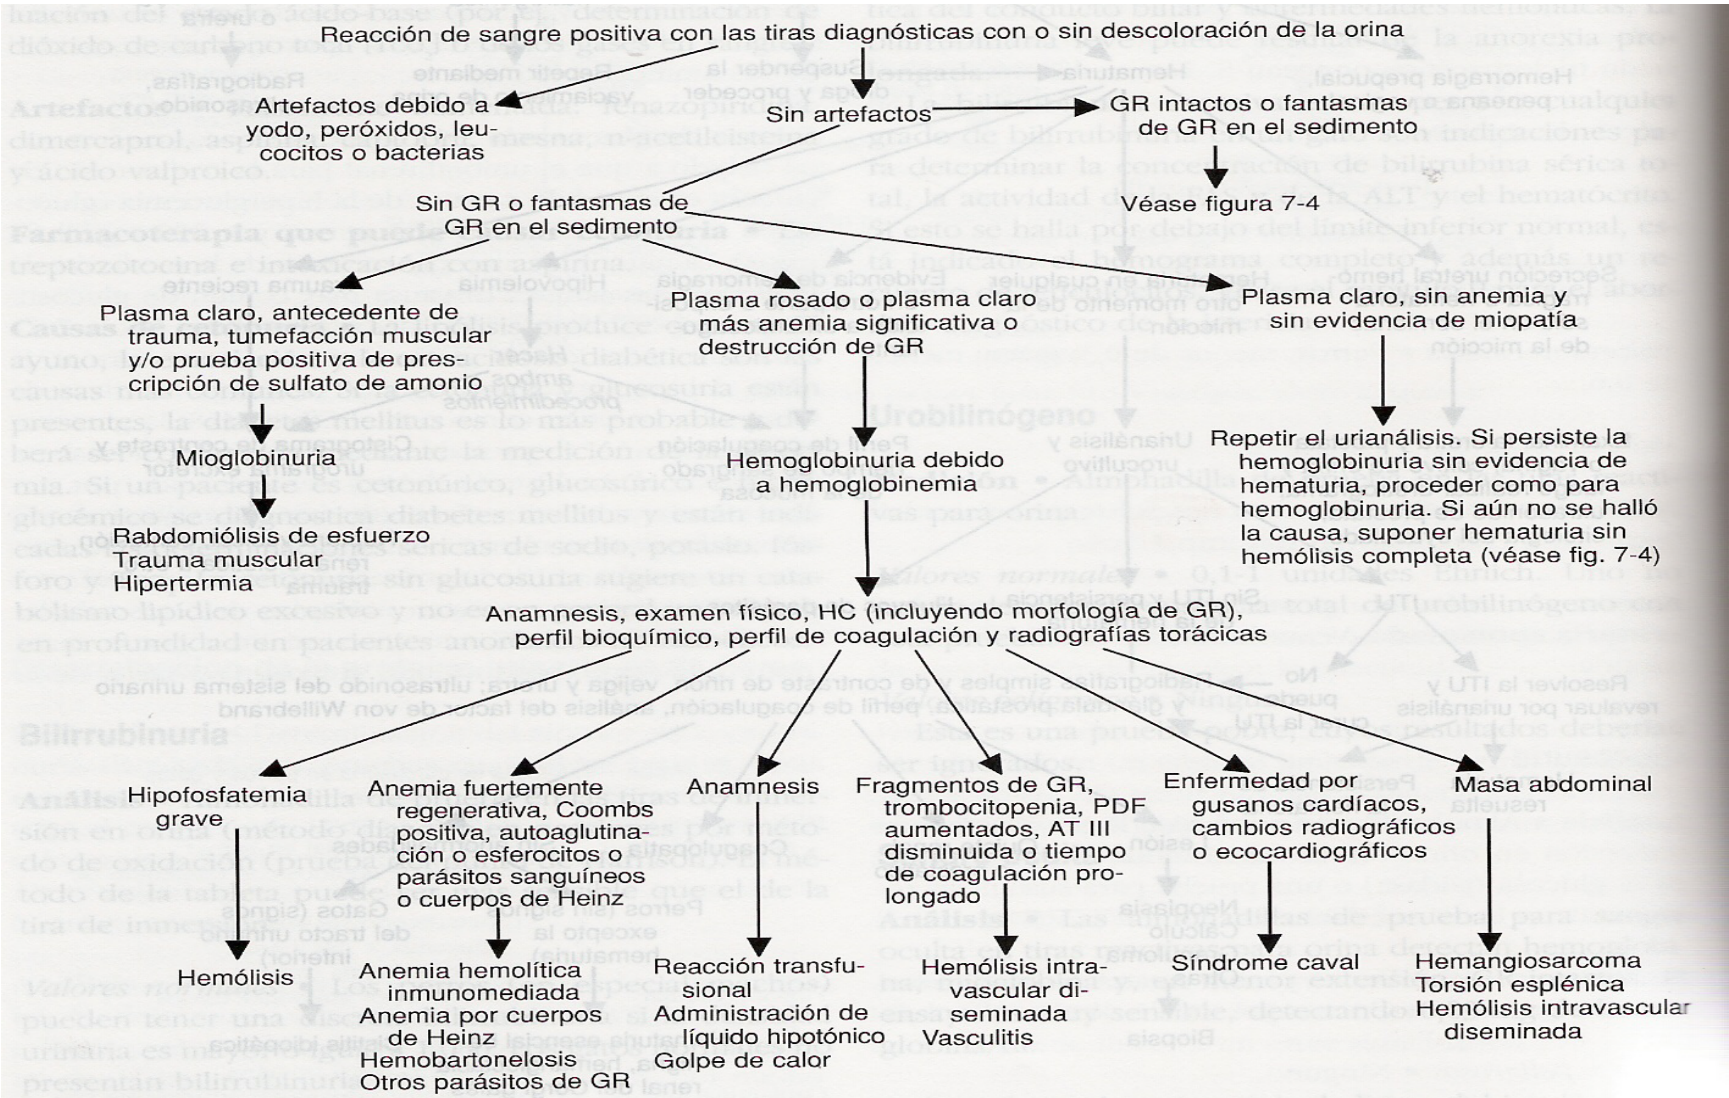 Reacción de sangre positiva con las tiras diagnósticas con o sin descoloración de la orina
Artefactos debido a
yodo, peróxidos, leu-
cocitos o bacterias
Sin artefactos
GR intactos o fantasmas
de GR en el sedimento
Véase figura 7-4
Sin GR o fantasmas de
GR en el sedimento
Plasma claro, antecedente de
trauma, tumefacción muscular
y/o prueba positiva de pres-
cripción de sulfato de amonio
Mioglobinuria
Rabdomiólisis de esfuerzo
Trauma muscular
Hipertermia
Plasma rosado o plasma claro
más anemia significativa o
destrucción de GR
Hemoglobinuria debido
a hemoglobinemia
Plasma claro, sin anemia y
sin evidencia de miopatía
Repetir el urianálisis. Si persiste la
hemoglobinuria sin evidencia de
hematuria, proceder como para
hemoglobinuria. Si aún no se halló
la causa, suponer hematuria sin
hemólisis completa (véase fig. 7-4)
Anamnesis, examen físico, HC (incluyendo morfología de GR),
perfil bioquímico, perfil de coagulación y radiografías torácicas
Hipofosfatemia
grave
Hemólisis
Anemia fuertemente
regenerativa, Coombs
positiva, autoaglutina-
ción o esferocitos o
parásitos sanguíneos
o cuerpos de Heinz
Anemia hemolítica
inmunomediada
Anemia por cuerpos
de Heinz
Hemobartonelosis
Otros parásitos de GR
Anamnesis
Reacción transfu-
sional
Administración de
líquido hipotónico
Golpe de calor
Fragmentos de GR,
trombocitopenia, PDF
aumentados, AT III
disminuida o tiempo
de coagulación pro-
longado
Hemólisis intra-
vascular di-
seminada
Vasculitis
Enfermedad por
gusanos cardíacos,
cambios radiográficos
o ecocardiográficos
Síndrome caval
Masa abdominal
Hemangiosarcoma
Torsión esplénica
Hemólisis intravascular
diseminada